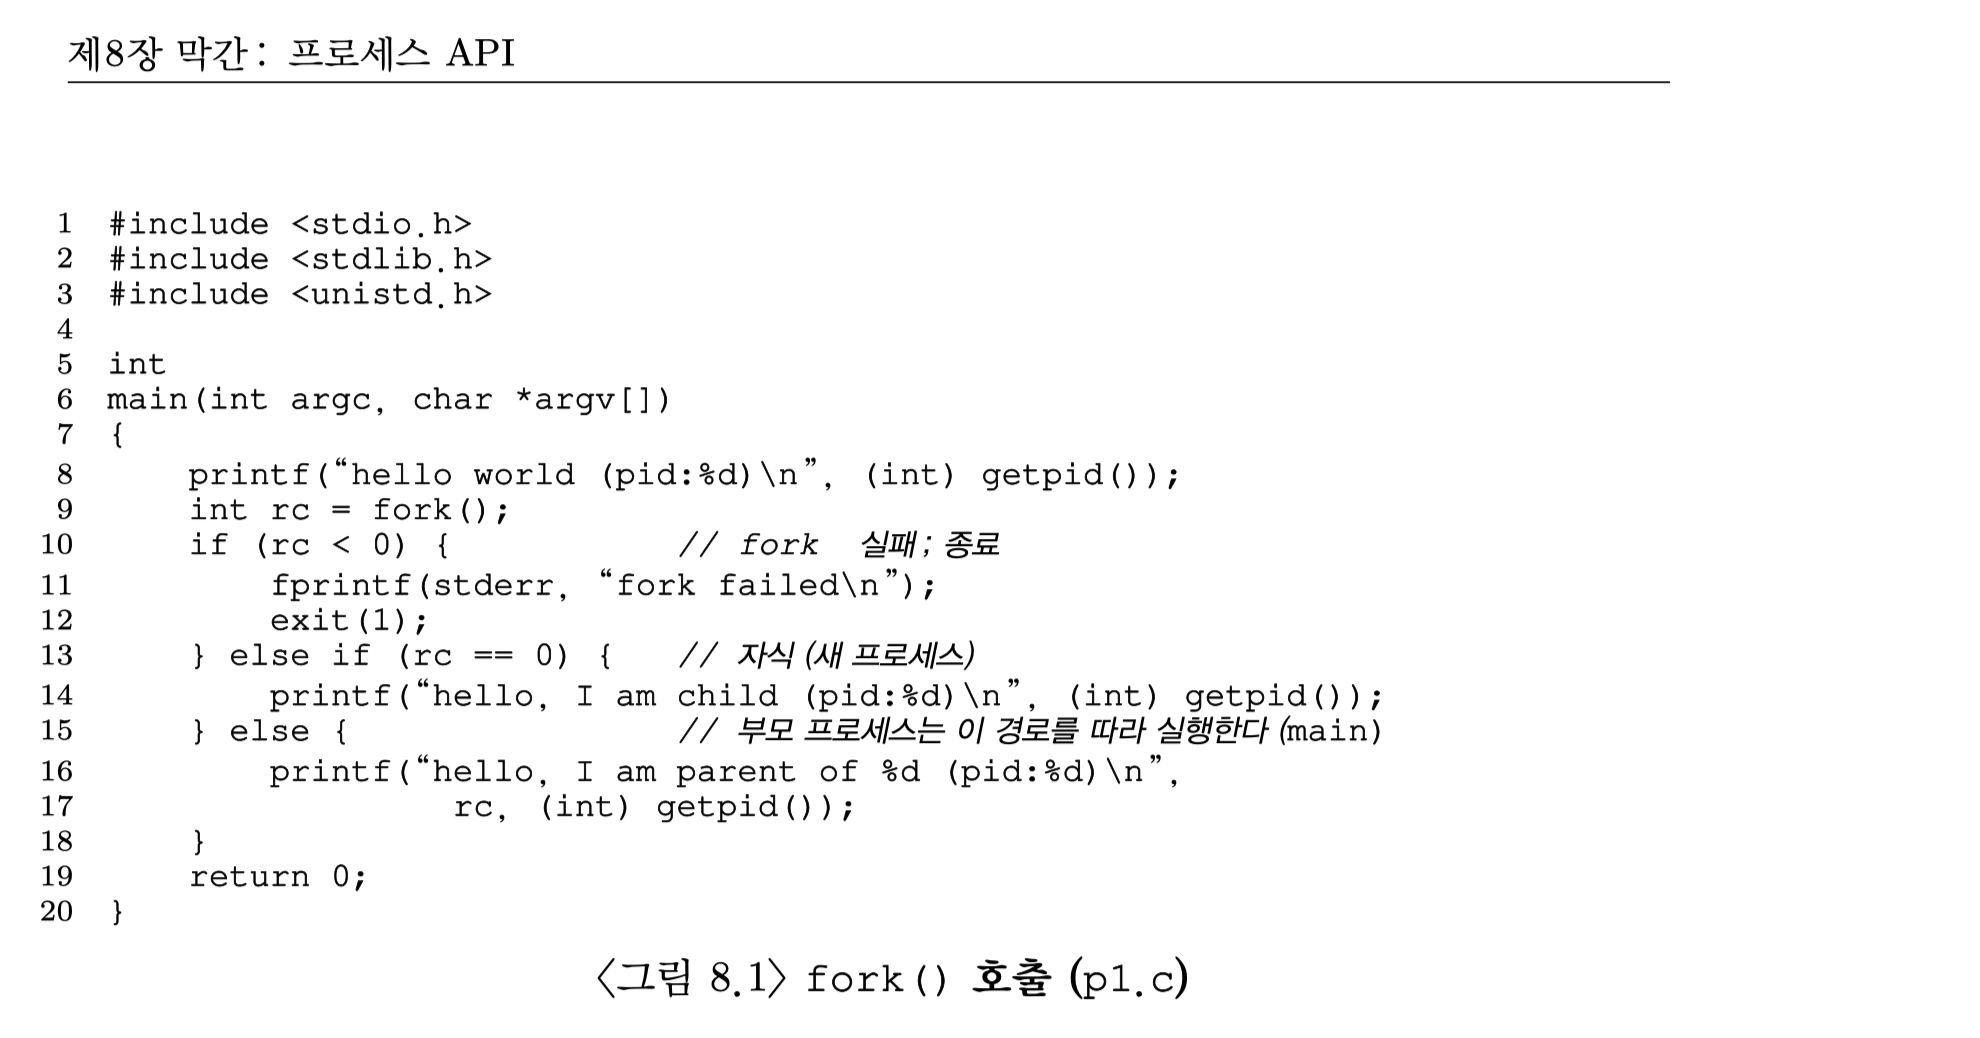 제8장 막간: 프로세스 API
1 #include <stdio.h>
2 #include <stdlib.h>
3 #include <unistd.h>
4
5 int
6 main(int argc, char *argv[])
7 {
8     printf(“hello world (pid:%d)\n”, (int) getpid());
9     int rc = fork();
10     if (rc < 0) {           // fork  실패; 종료
11         fprintf(stderr, “fork failed\n”);
12         exit(1);
13     } else if (rc == 0) {   // 자식 (새 프로세스)
14         printf(“hello, I am child (pid:%d)\n”, (int) getpid());
15     } else {                // 부모 프로세스는 이 경로를 따라 실행한다 (main)
16         printf(“hello, I am parent of %d (pid:%d)\n”,
17                  rc, (int) getpid());
18     }
19     return 0;
20 }
〈그림 8.1〉 fork() 호출 (p1.c)